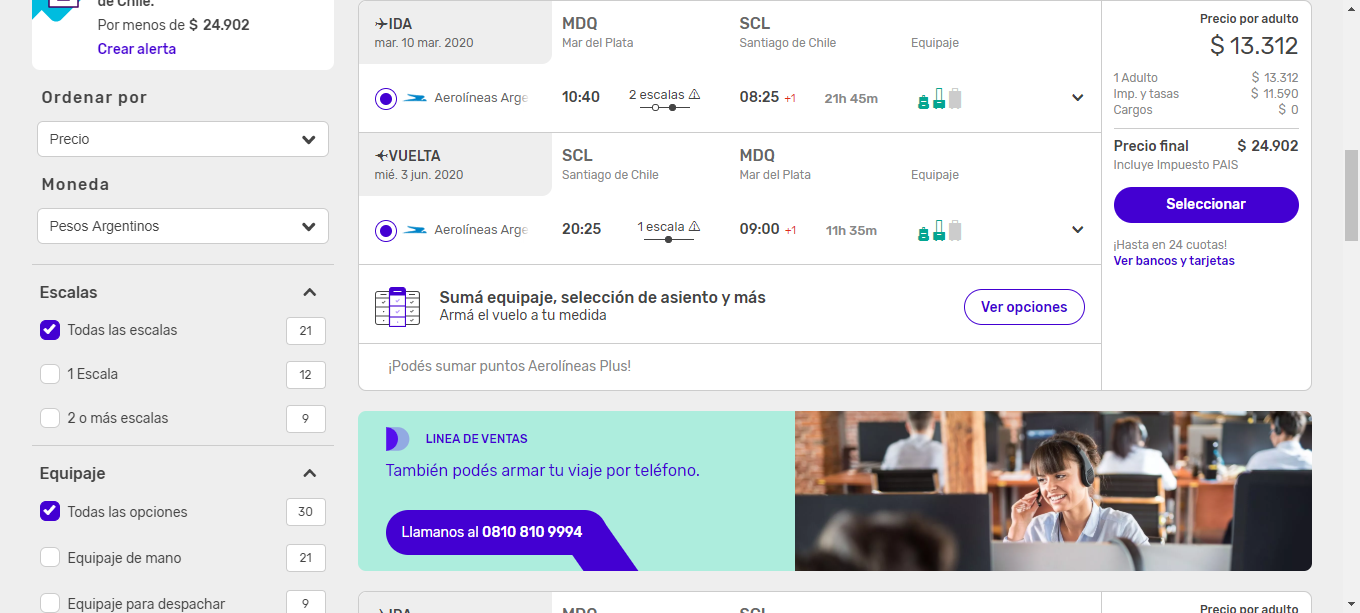 de Chile.
Por menos de $ 24.902
Crear alerta
Ordenar por
Precio
Moneda
Pesos Argentinos
Escalas
Todas las escalas 21
1 Escala 12
2 o más escalas 9
Equipaje
Todas las opciones 30
Equipaje de mano 21
Equipaje para despachar 9
IDA MDQ SCL
mar. 10 mar. 2020 Mar del Plata Santiago de Chile Equipaje
Aerolíneas Arge 10:40 2 escalas 08:25 +1 21h 45m
VUELTA SCL MDQ
mié. 3 jun. 2020 Santiago de Chile Mar del Plata Equipaje
Aerolíneas Arge 20:25 1 escala 09:00 +1 11h 35m
Sumá equipaje, selección de asiento y más
Armá el vuelo a tu medida
Ver opciones
¡Podés sumar puntos Aerolíneas Plus!
Precio por adulto
$ 13.312
1 Adulto $ 13.312
Imp. y tasas $ 11.590
Cargos $ 0
Precio final $ 24.902
Incluye Impuesto PAIS
Seleccionar
¡Hasta en 24 cuotas!
Ver bancos y tarjetas
LINEA DE VENTAS
También podés armar tu viaje por teléfono.
Llamanos al 0810 810 9994
IDA MDQ SCL
Precio por adulto